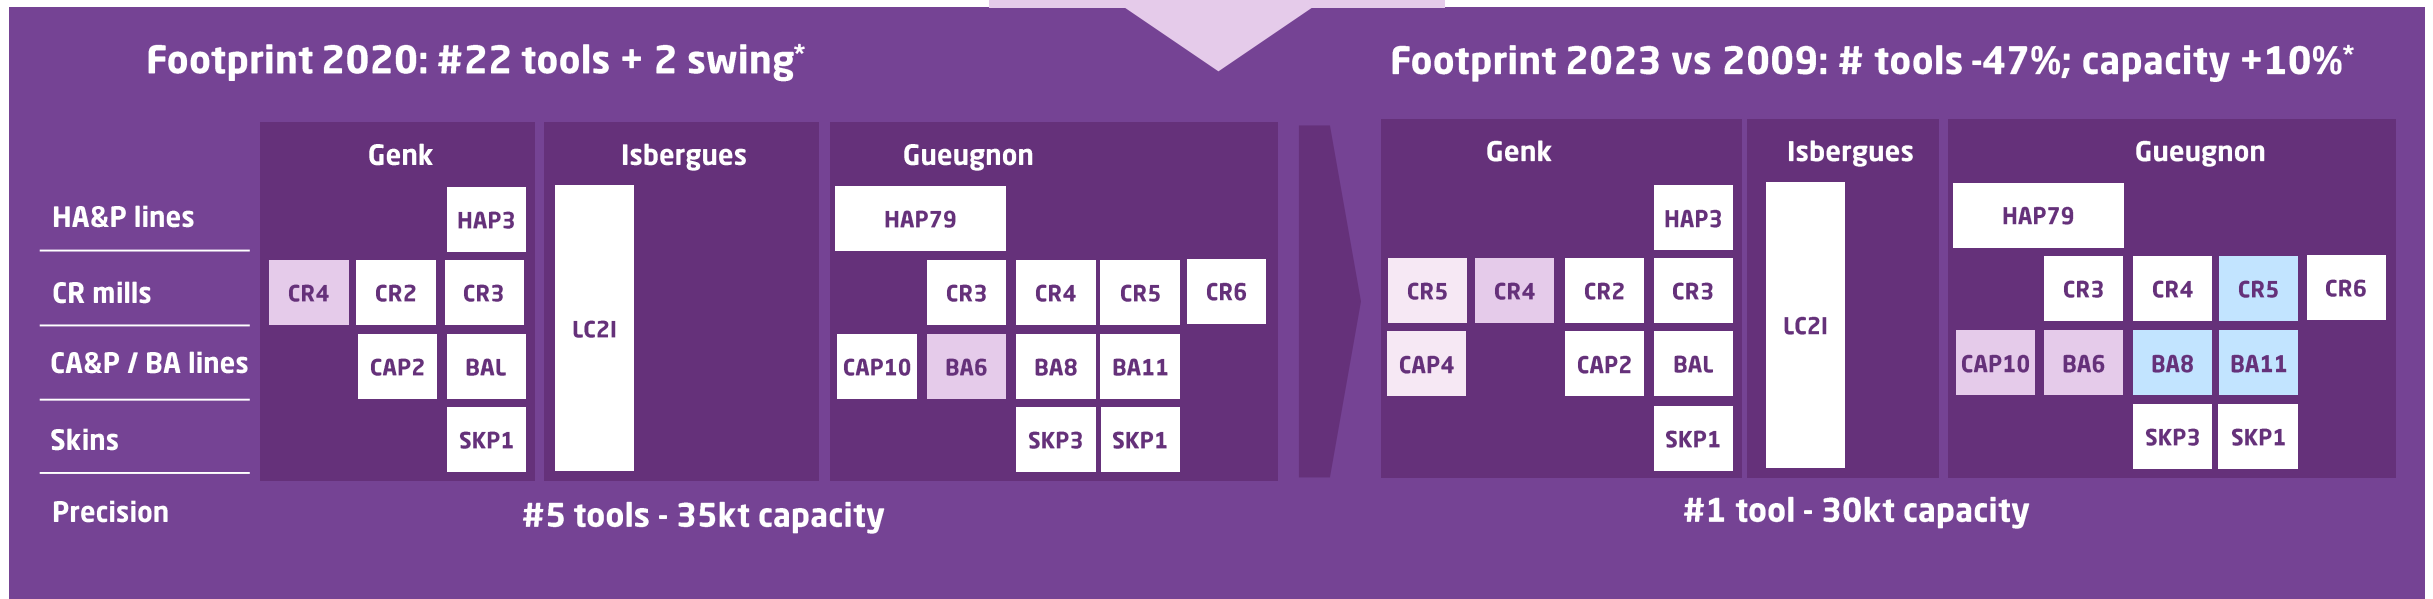 Footprint 2020: #22 tools + 2 swing*
Footprint 2023 vs 2009: # tools -47%; capacity +10%*
Genk
Isbergues
Gueugnon
Genk
Isbergues
Gueugnon
HA&P lines
HAP3
HAP79
HAP3
HAP79
CR mills
CR4 CR2 CR3
CR3 CR4 CR5 CR6
CR5 CR4 CR2 CR3
CR3 CR4 CR5 CR6
LC2I
LC2I
CA&P / BA lines
CAP2 BAL
CAP10 BA6 BA8 BA11
CAP4 CAP2 BAL
CAP10 BA6 BA8 BA11
Skins
SKP1
SKP3 SKP1
SKP1
SKP3 SKP1
Precision
#5 tools - 35kt capacity
#1 tool - 30kt capacity